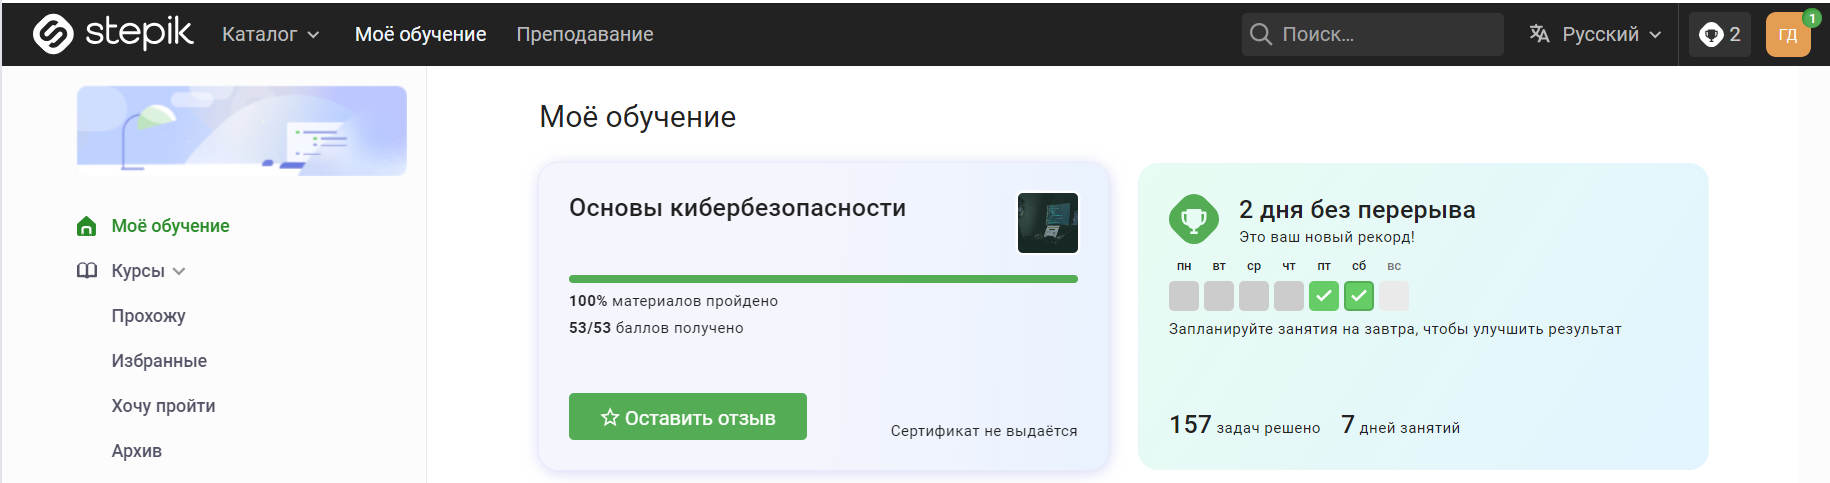 stepik Каталог Моё обучение Преподавание Поиск... Русский 2 ГД 1
Моё обучение
Курсы
Прохожу
Избранные
Хочу пройти
Архив
Моё обучение
Основы кибербезопасности
100% материалов пройдено
53/53 баллов получено
Оставить отзыв
Сертификат не выдаётся
2 дня без перерыва
Это ваш новый рекорд!
пн вт ср чт пт сб вс
Запланируйте занятия на завтра, чтобы улучшить результат
157 задач решено 7 дней занятий